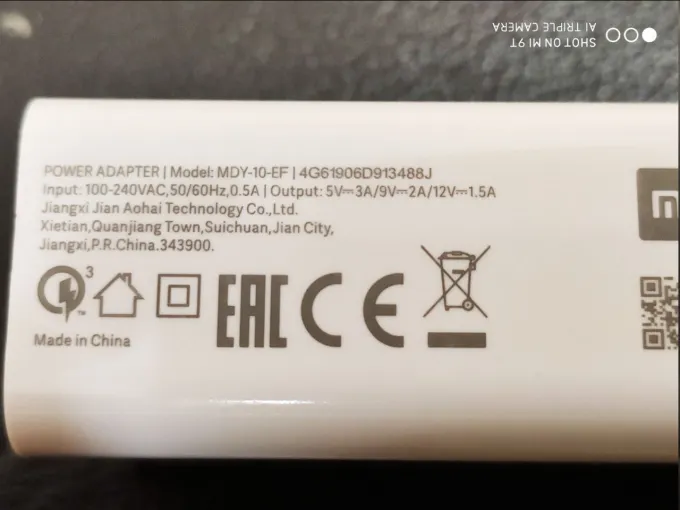 SHOT ON MI 9T
AI TRIPLE CAMERA
POWER ADAPTER | Model: MDY-10-EF | 4G61906D913488J
Input: 100-240VAC,50/60Hz,0.5A | Output: 5V⎓3A/9V⎓2A/12V⎓1.5A
Jiangxi Jian Aohai Technology Co.,Ltd.
Xietian,Quanjiang Town,Suichuan,Jian City,
Jiangxi,P.R.China.343900.
3
TM
EAC CE
Made in China